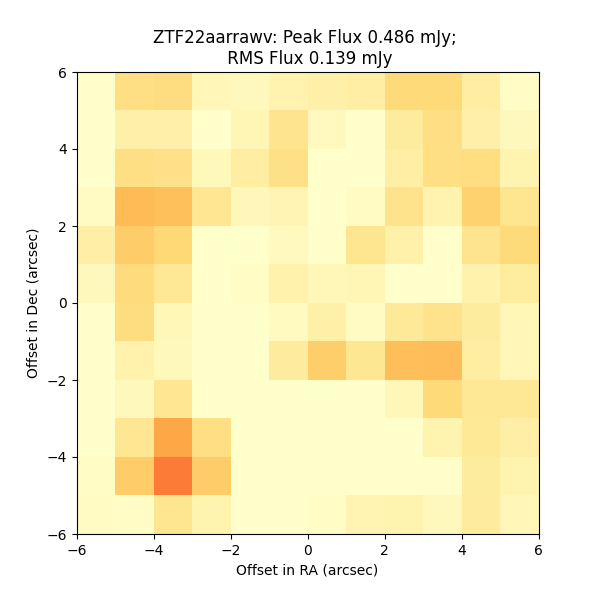 ZTF22aarrawv: Peak Flux 0.486 mJy;
RMS Flux 0.139 mJy
6
4
2
0
−2
−4
−6
Offset in Dec (arcsec)
−6 −4 −2 0 2 4 6
Offset in RA (arcsec)